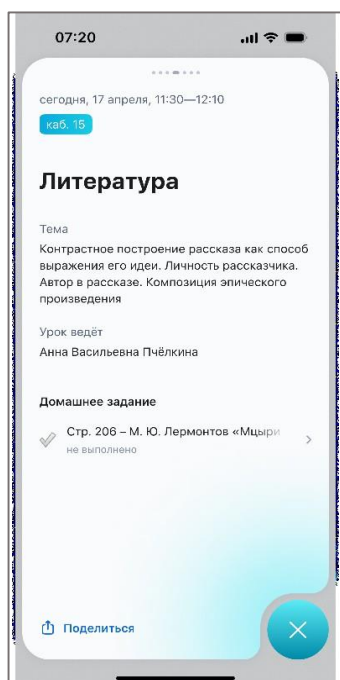 07:20
сегодня, 17 апреля, 11:30—12:10
каб. 15
Литература
Тема
Контрастное построение рассказа как способ
выражения его идеи. Личность рассказчика.
Автор в рассказе. Композиция эпического
произведения
Урок ведёт
Анна Васильевна Пчёлкина
Домашнее задание
Стр. 206 – М. Ю. Лермонтов «Мцыри
не выполнено
Поделиться